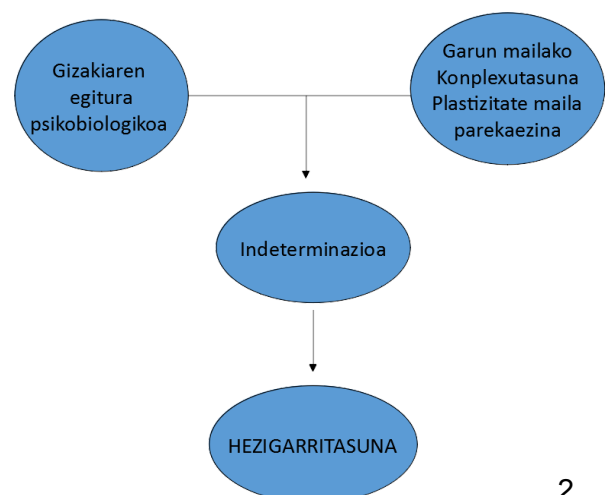 Gizakiaren
egitura
psikobiologikoa
Garun mailako
Konplexutasuna
Plastizitate maila
parekaezina
Indeterminazioa
HEZIGARRITASUNA
2